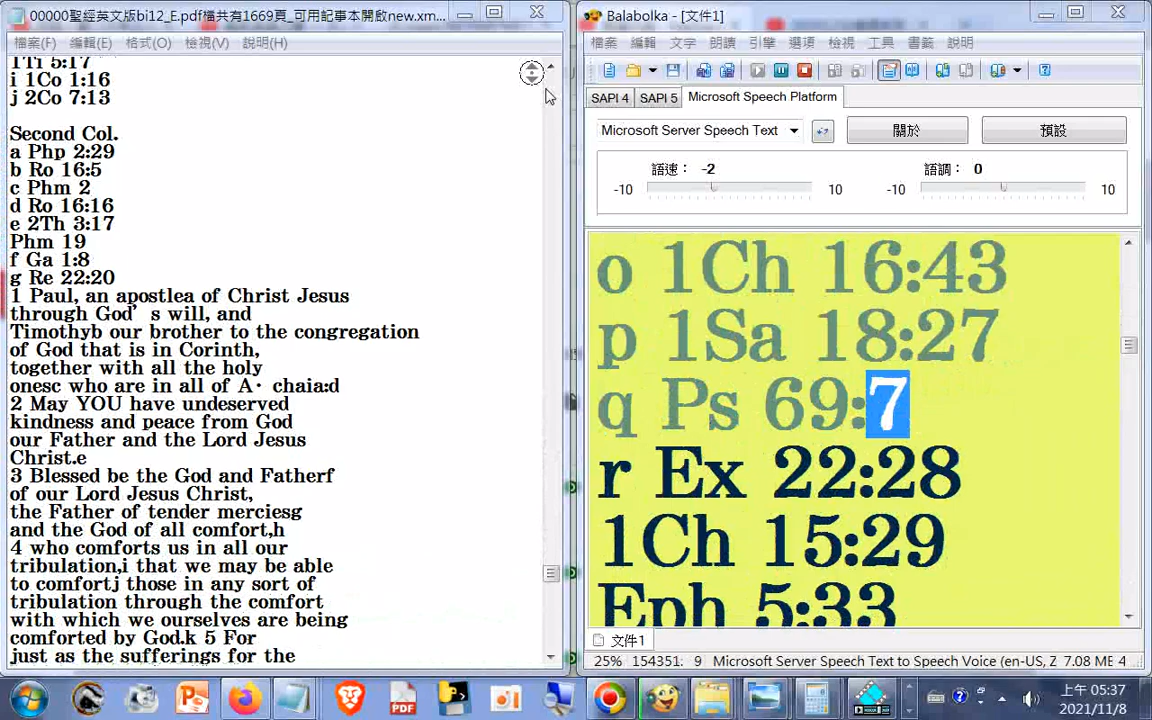 00000聖經英文版bi12_E.pdf檔共有1669頁_可用記事本開啟new.xm...
檔案(F) 編輯(E) 格式(O) 檢視(V) 說明(H)
1Ti 5:17
i 1Co 1:16
j 2Co 7:13
Second Col.
a Php 2:29
b Ro 16:5
c Phm 2
d Ro 16:16
e 2Th 3:17
Phm 19
f Ga 1:8
g Re 22:20
1 Paul, an apostlea of Christ Jesus
through God’ s will, and
Timothyb our brother to the congregation
of God that is in Corinth,
together with all the holy
onesc who are in all of A· chaia:d
2 May YOU have undeserved
kindness and peace from God
our Father and the Lord Jesus
Christ.e
3 Blessed be the God and Fatherf
of our Lord Jesus Christ,
the Father of tender merciesg
and the God of all comfort,h
4 who comforts us in all our
tribulation,i that we may be able
to comfortj those in any sort of
tribulation through the comfort
with which we ourselves are being
comforted by God.k 5 For
just as the sufferings for the
Balabolka - [文件1]
檔案 編輯 文字 朗讀 引擎 選項 檢視 工具 書籤 說明
SAPI 4 SAPI 5 Microsoft Speech Platform
Microsoft Server Speech Text 關於 預設
語速： -2 語調： 0
-10 10 -10 10
o 1Ch 16:43
p 1Sa 18:27
q Ps 69:7
r Ex 22:28
1Ch 15:29
Eph 5:33
文件1
25% 154351: 9 Microsoft Server Speech Text to Speech Voice (en-US, Z 7.08 ME 4
PDF
上午 05:37
2021/11/8